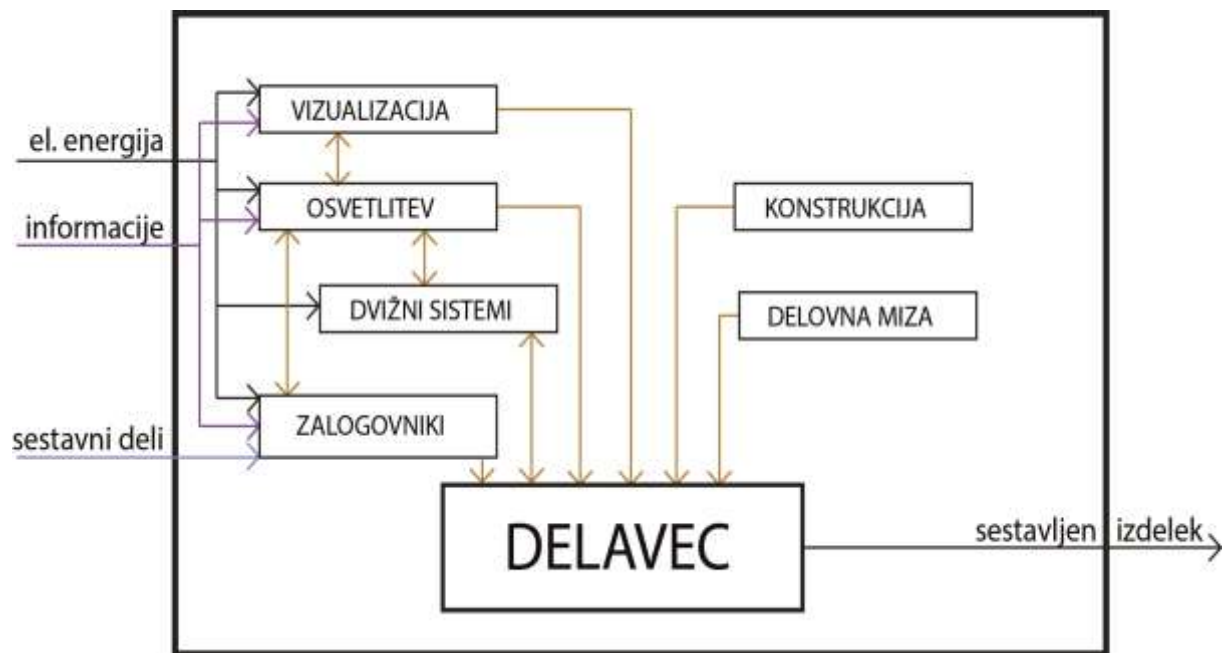 VIZUALIZACIJA
el. energija
OSVETLITEV
KONSTRUKCIJA
informacije
DVIŽNI SISTEMI
DELOVNA MIZA
ZALOGOVNIKI
sestavni deli
DELAVEC
sestavljen izdelek